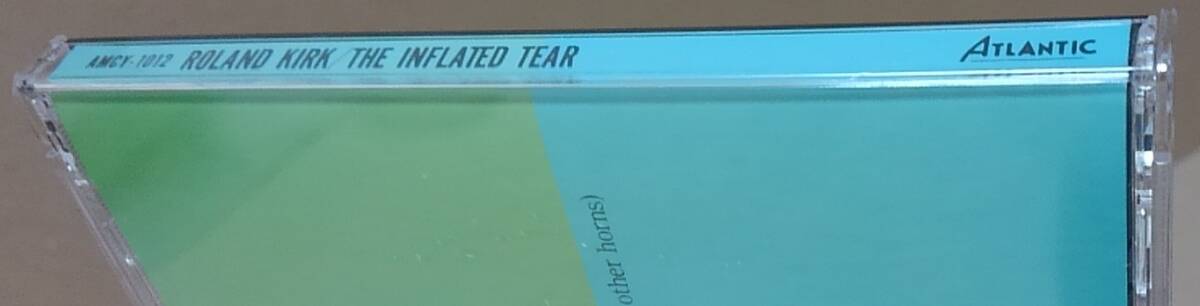 AMCY-1012 ROLAND KIRK/THE INFLATED TEAR ATLANTIC
other horns)